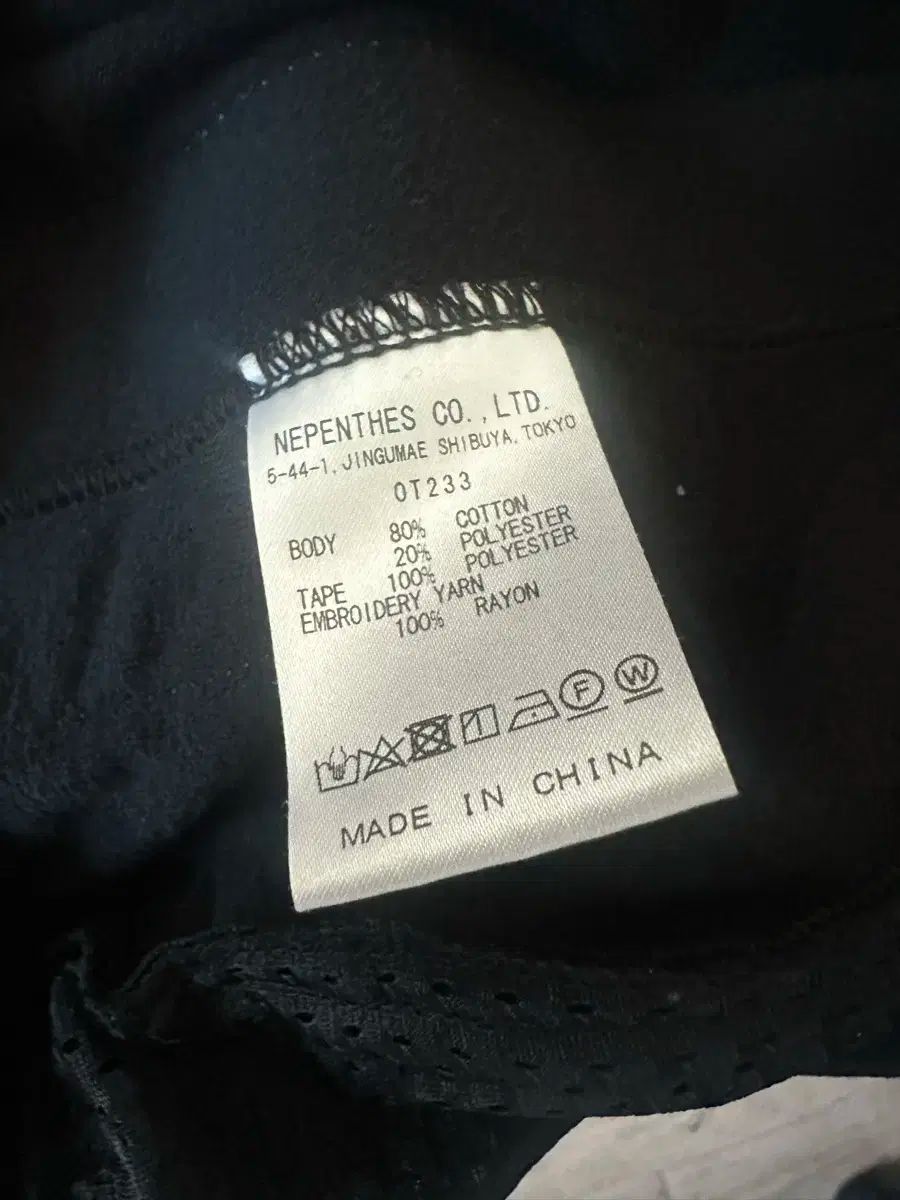 NEPENTHES CO.,LTD.
5-44-1, JINGUMAE SHIBUYA, TOKYO
OT233
BODY 80% COTTON
20% POLYESTER
TAPE 100% POLYESTER
EMBROIDERY YARN
100% RAYON
F W
MADE IN CHINA